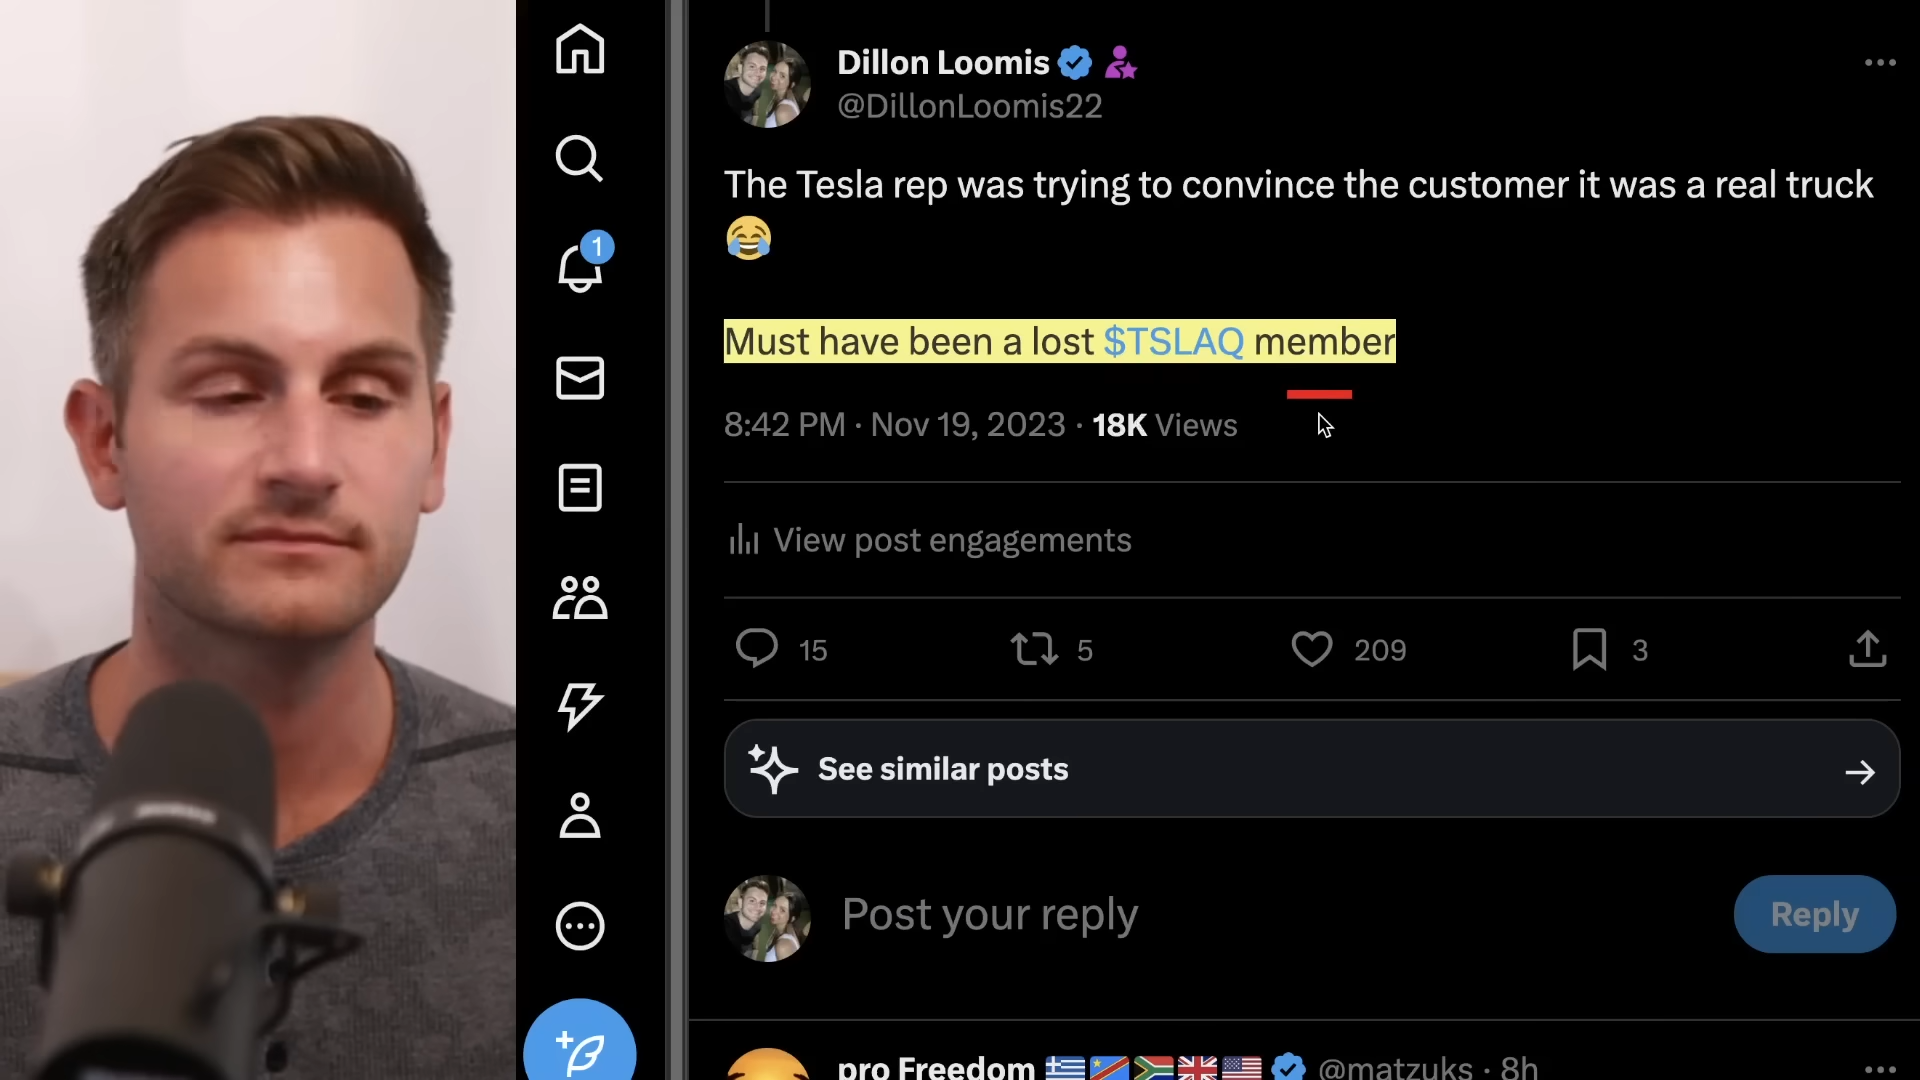 Dillon Loomis
@DillonLoomis22
The Tesla rep was trying to convince the customer it was a real truck
😂
Must have been a lost $TSLAQ member
8:42 PM · Nov 19, 2023 · 18K Views
View post engagements
15 5 209 3
See similar posts
Post your reply
Reply
1
pro Freedom 🇬🇷🇨🇩🇿🇦🇬🇧🇺🇸 @matzuks · 8h